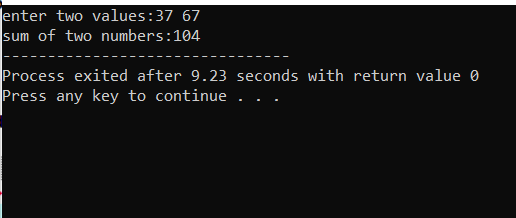 enter two values:37 67
sum of two numbers:104
--------------------------------
Process exited after 9.23 seconds with return value 0
Press any key to continue . . .